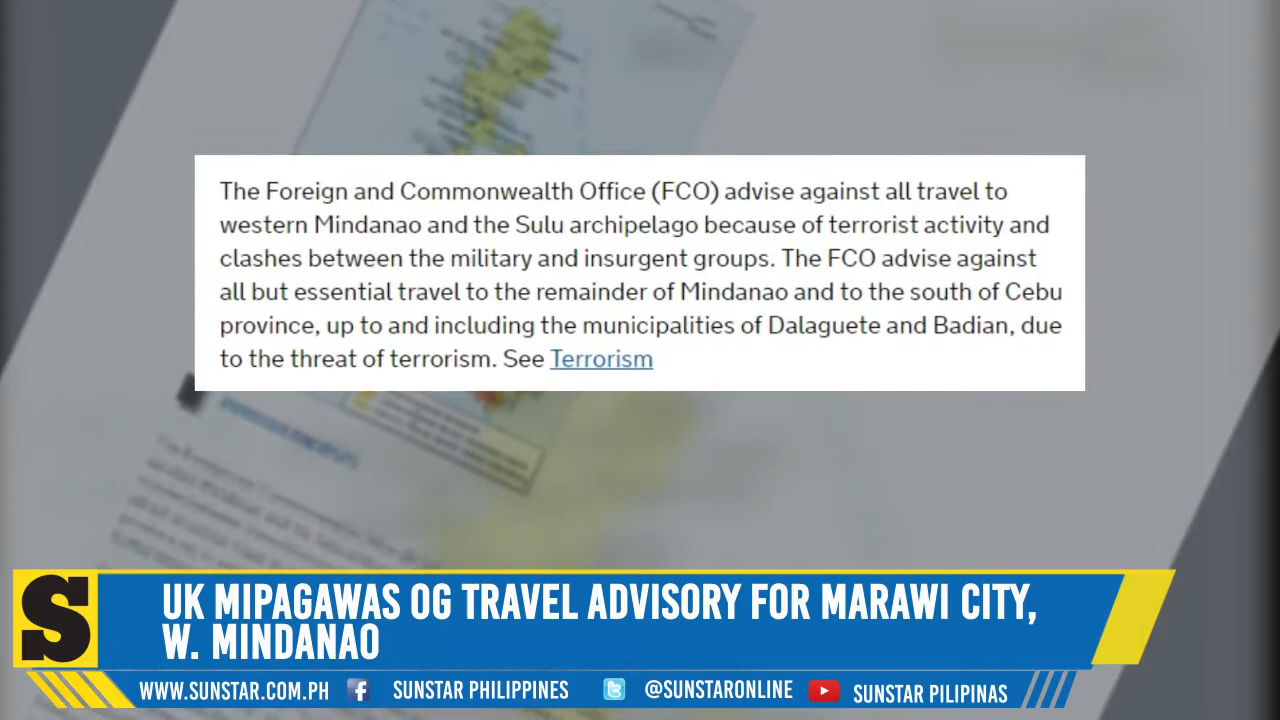 The Foreign and Commonwealth Office (FCO) advise against all travel to
western Mindanao and the Sulu archipelago because of terrorist activity and
clashes between the military and insurgent groups. The FCO advise against
all but essential travel to the remainder of Mindanao and to the south of Cebu
province, up to and including the municipalities of Dalaguete and Badian, due
to the threat of terrorism. See Terrorism
S
UK MIPAGAWAS OG TRAVEL ADVISORY FOR MARAWI CITY,
W. MINDANAO
WWW.SUNSTAR.COM.PH f SUNSTAR PHILIPPINES @SUNSTARONLINE SUNSTAR PILIPINAS